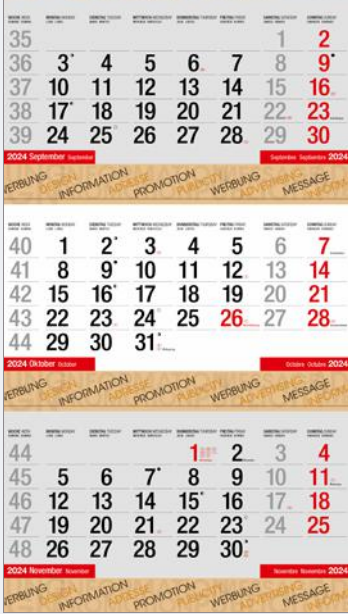 35 1 2
36 3 4 5 6 7 8 9
37 10 11 12 13 14 15 16
38 17 18 19 20 21 22 23
39 24 25 26 27 28 29 30
2024 September September Septembre Septiembre 2024
WERBUNG DESIGN INFORMATION ADRESSE PROMOTION PUBLICITY WERBUNG ADVERTISING MESSAGE
40 1 2 3 4 5 6 7
41 8 9 10 11 12 13 14
42 15 16 17 18 19 20 21
43 22 23 24 25 26 27 28
44 29 30 31
2024 Oktober October Octobre Octubre 2024
WERBUNG DESIGN INFORMATION ADRESSE PROMOTION PUBLICITY WERBUNG ADVERTISING MESSAGE
44 1 2 3 4
45 5 6 7 8 9 10 11
46 12 13 14 15 16 17 18
47 19 20 21 22 23 24 25
48 26 27 28 29 30
2024 November November Novembre Noviembre 2024
WERBUNG DESIGN INFORMATION ADRESSE PROMOTION PUBLICITY WERBUNG ADVERTISING MESSAGE